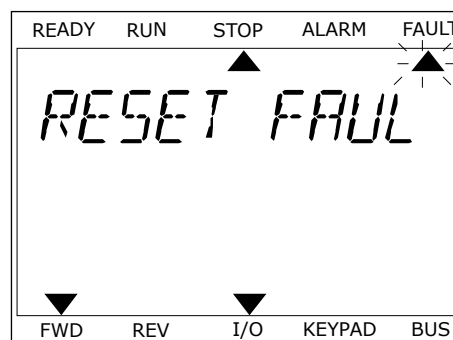 READY RUN STOP ALARM FAULT
RESET FAUL
FWD REV I/O KEYPAD BUS